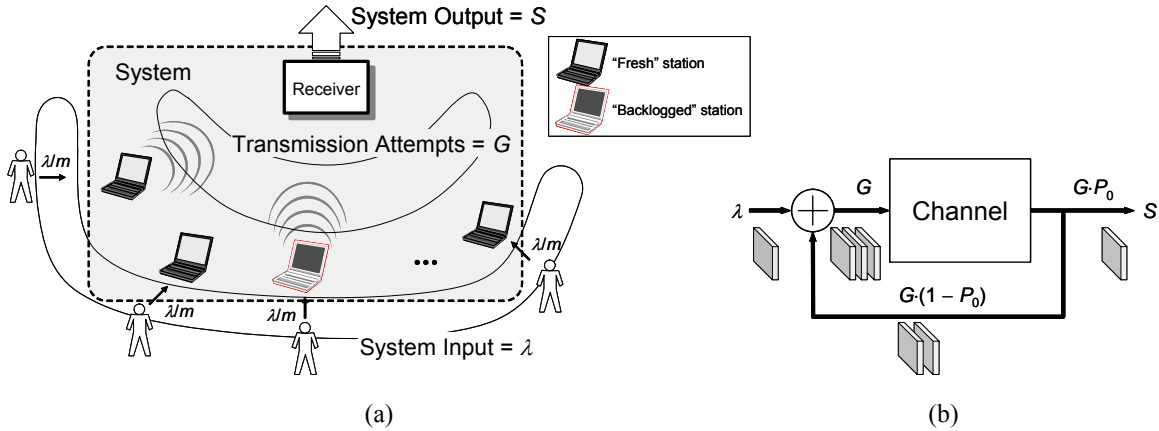 System Output = S
System
Receiver
"Fresh" station
"Backlogged" station
Transmission Attempts = G
λ/m
λ/m
λ/m
λ/m
...
System Input = λ
(a)
λ
G
Channel
G·P₀
S
G·(1 – P₀)
(b)